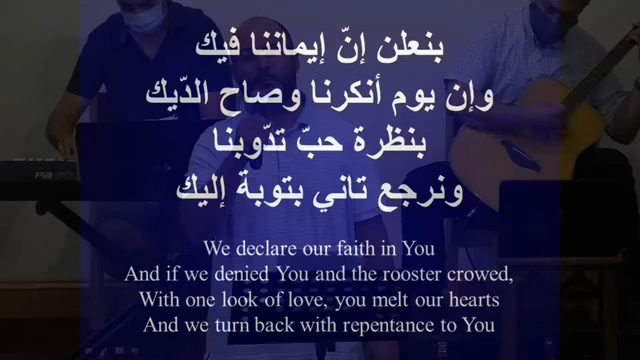 بنعلن إنّ إيماننا فيك
وإن يوم أنكرنا وصاح الدّيك
بنظرة حبّ تدّوبنا
ونرجع تاني بتوبة إليك
We declare our faith in You
And if we denied You and the rooster crowed,
With one look of love, you melt our hearts
And we turn back with repentance to You